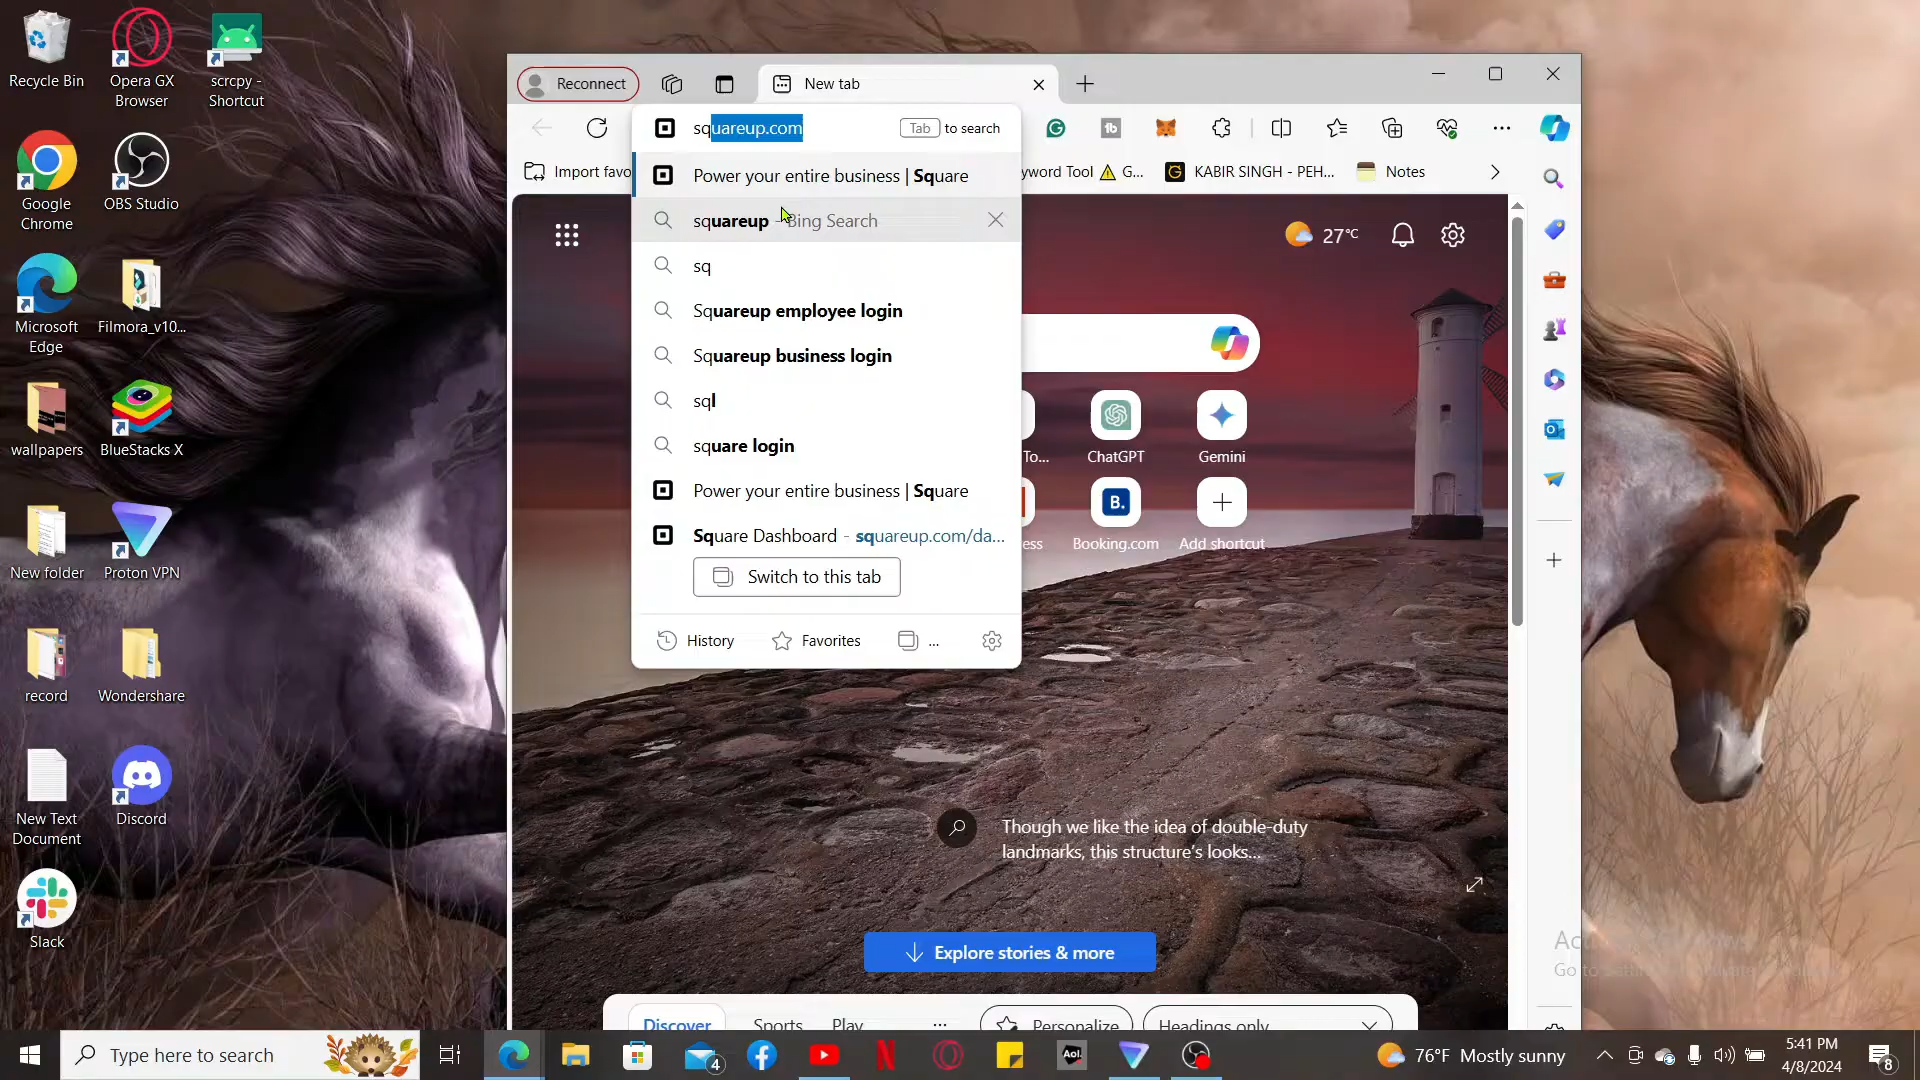 Recycle Bin
Opera GX
Browser
scrcpy -
Shortcut
Google
Chrome
OBS Studio
Microsoft
Edge
Filmora_v10...
wallpapers
BlueStacks X
New folder
Proton VPN
record
Wondershare
New Text
Document
Discord
Slack
Reconnect
New tab
squareup.com
Tab to search
Import favo
yword Tool
G...
KABIR SINGH - PEH...
Notes
Power your entire business | Square
squareup - Bing Search
sq
Squareup employee login
Squareup business login
sql
square login
Power your entire business | Square
Square Dashboard - squareup.com/da...
Switch to this tab
History
Favorites
...
27°C
To...
ChatGPT
Gemini
ess
B.
Booking.com
Add shortcut
Though we like the idea of double-duty
landmarks, this structure's looks...
Explore stories & more
Discover
Sports
Play
...
Personalize
Headings only
Type here to search
4
Aol.
76°F Mostly sunny
5:41 PM
4/8/2024
8